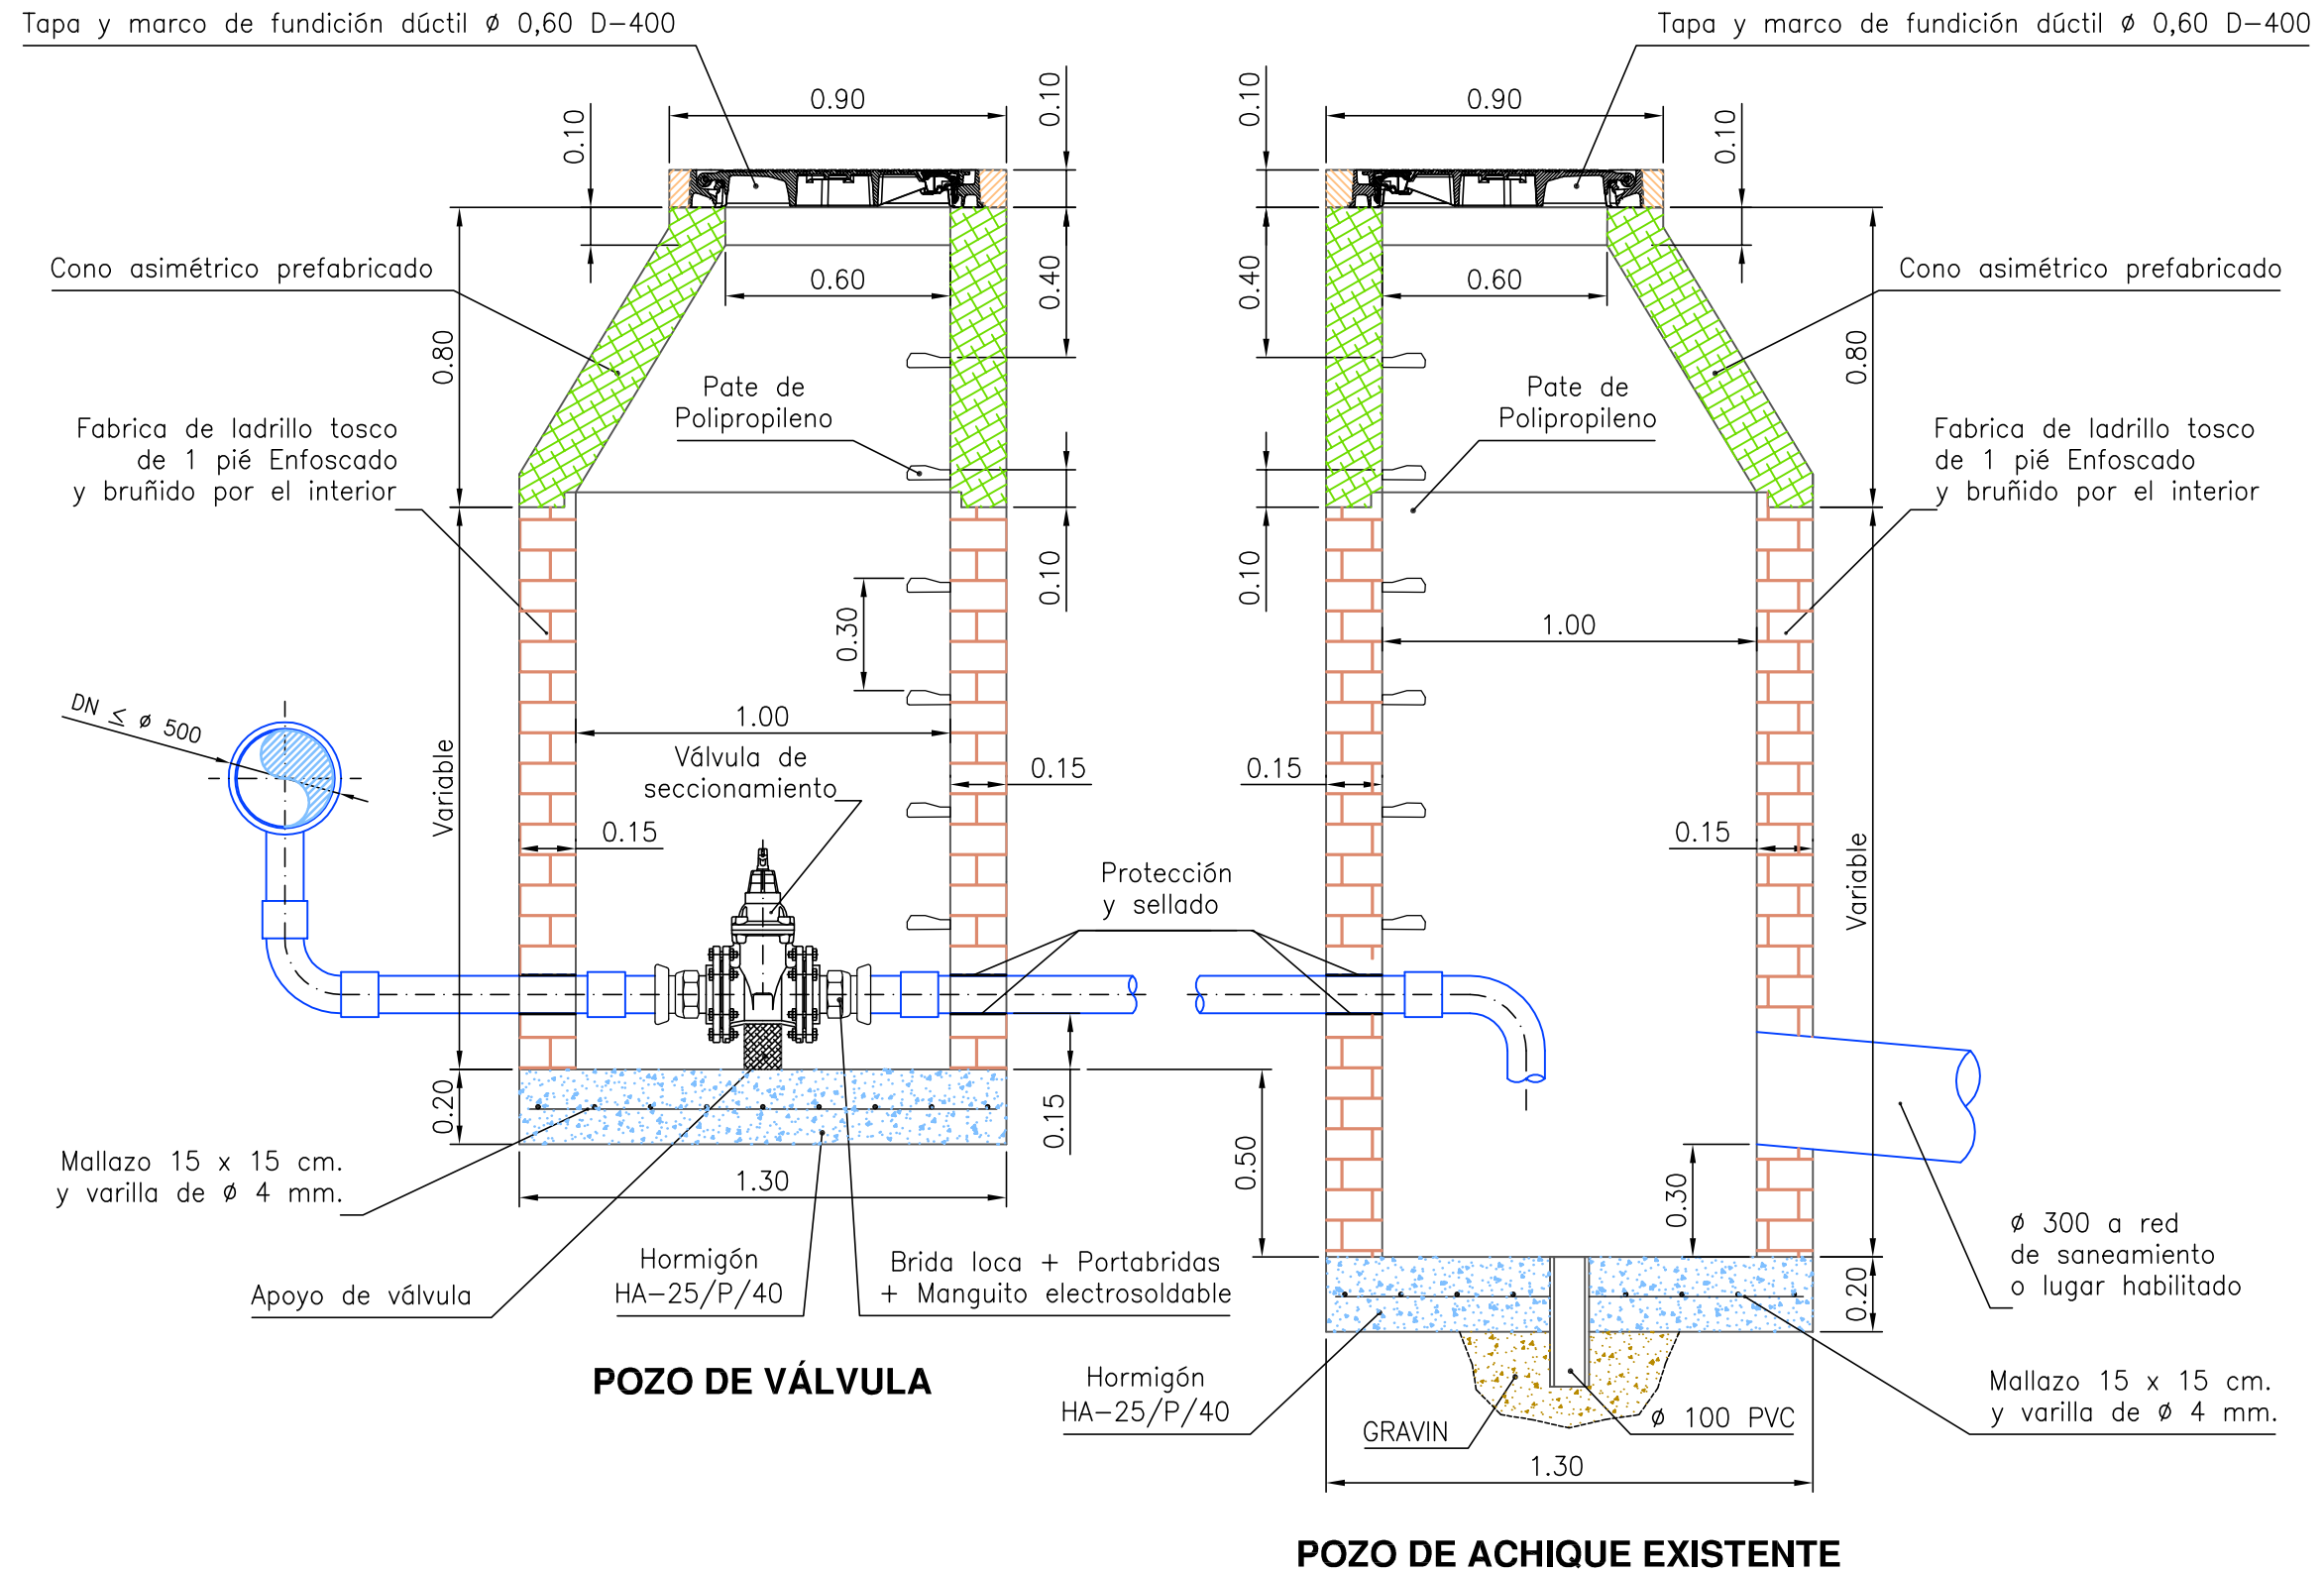 Tapa y marco de fundición dúctil ø 0,60 D-400
0.90
0.10
0.10
Cono asimétrico prefabricado
0.60
0.40
0.80
Pate de
Polipropileno
Fabrica de ladrillo tosco
de 1 pié Enfoscado
y bruñido por el interior
0.10
0.30
DN ≤ ø 500
1.00
Variable
Válvula de
seccionamiento
0.15
0.15
Protección
y sellado
0.20
0.15
Mallazo 15 x 15 cm.
y varilla de ø 4 mm.
1.30
Hormigón
HA-25/P/40
Brida loca + Portabridas
+ Manguito electrosoldable
Apoyo de válvula
POZO DE VÁLVULA
Tapa y marco de fundición dúctil ø 0,60 D-400
0.10
0.90
0.10
0.40
0.60
Cono asimétrico prefabricado
0.80
Pate de
Polipropileno
Fabrica de ladrillo tosco
de 1 pié Enfoscado
y bruñido por el interior
0.10
1.00
0.15
0.15
Variable
0.50
0.30
ø 300 a red
de saneamiento
o lugar habilitado
0.20
Hormigón
HA-25/P/40
GRAVIN
ø 100 PVC
Mallazo 15 x 15 cm.
y varilla de ø 4 mm.
1.30
POZO DE ACHIQUE EXISTENTE